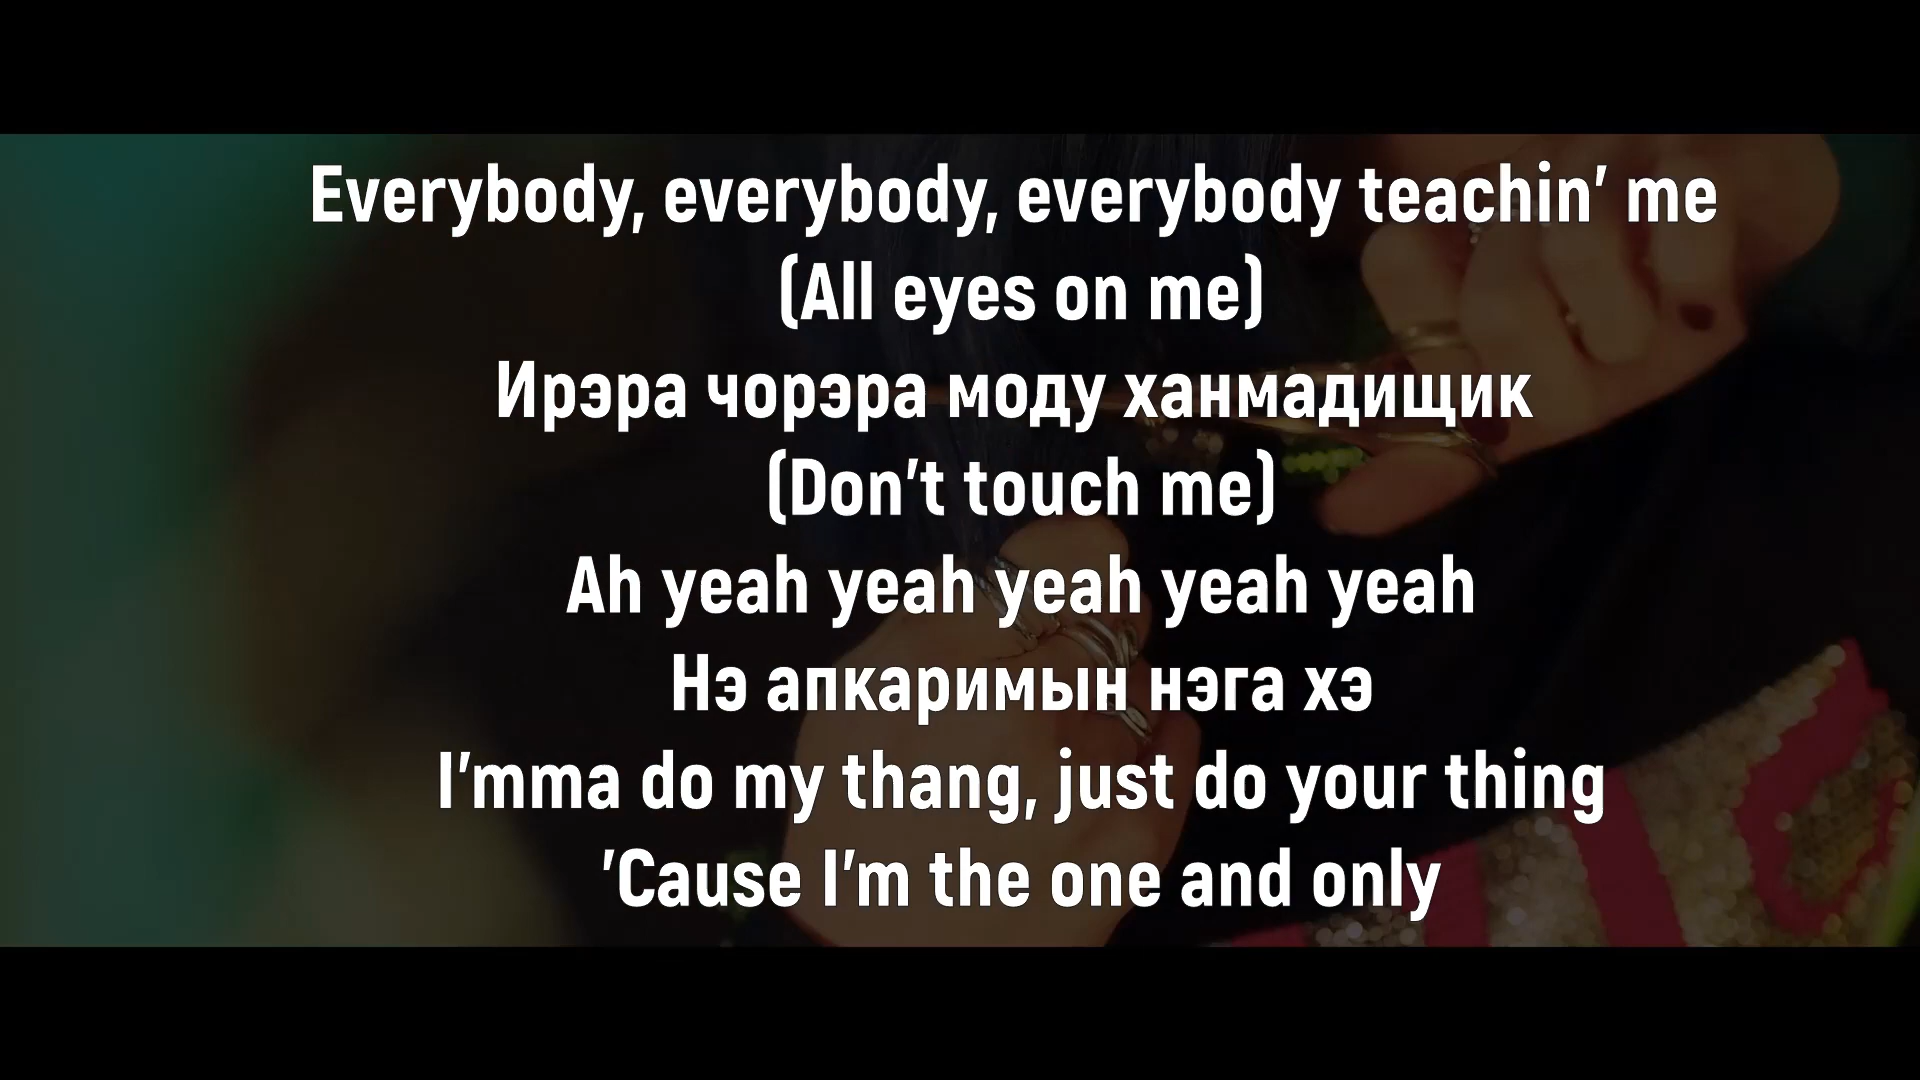 Everybody, everybody, everybody teachin’ me
(All eyes on me)
Ирэра чорэра моду ханмадищик
(Don’t touch me)
Ah yeah yeah yeah yeah yeah
Нэ апкаримын нэга хэ
I’mma do my thang, just do your thing
’Cause I’m the one and only